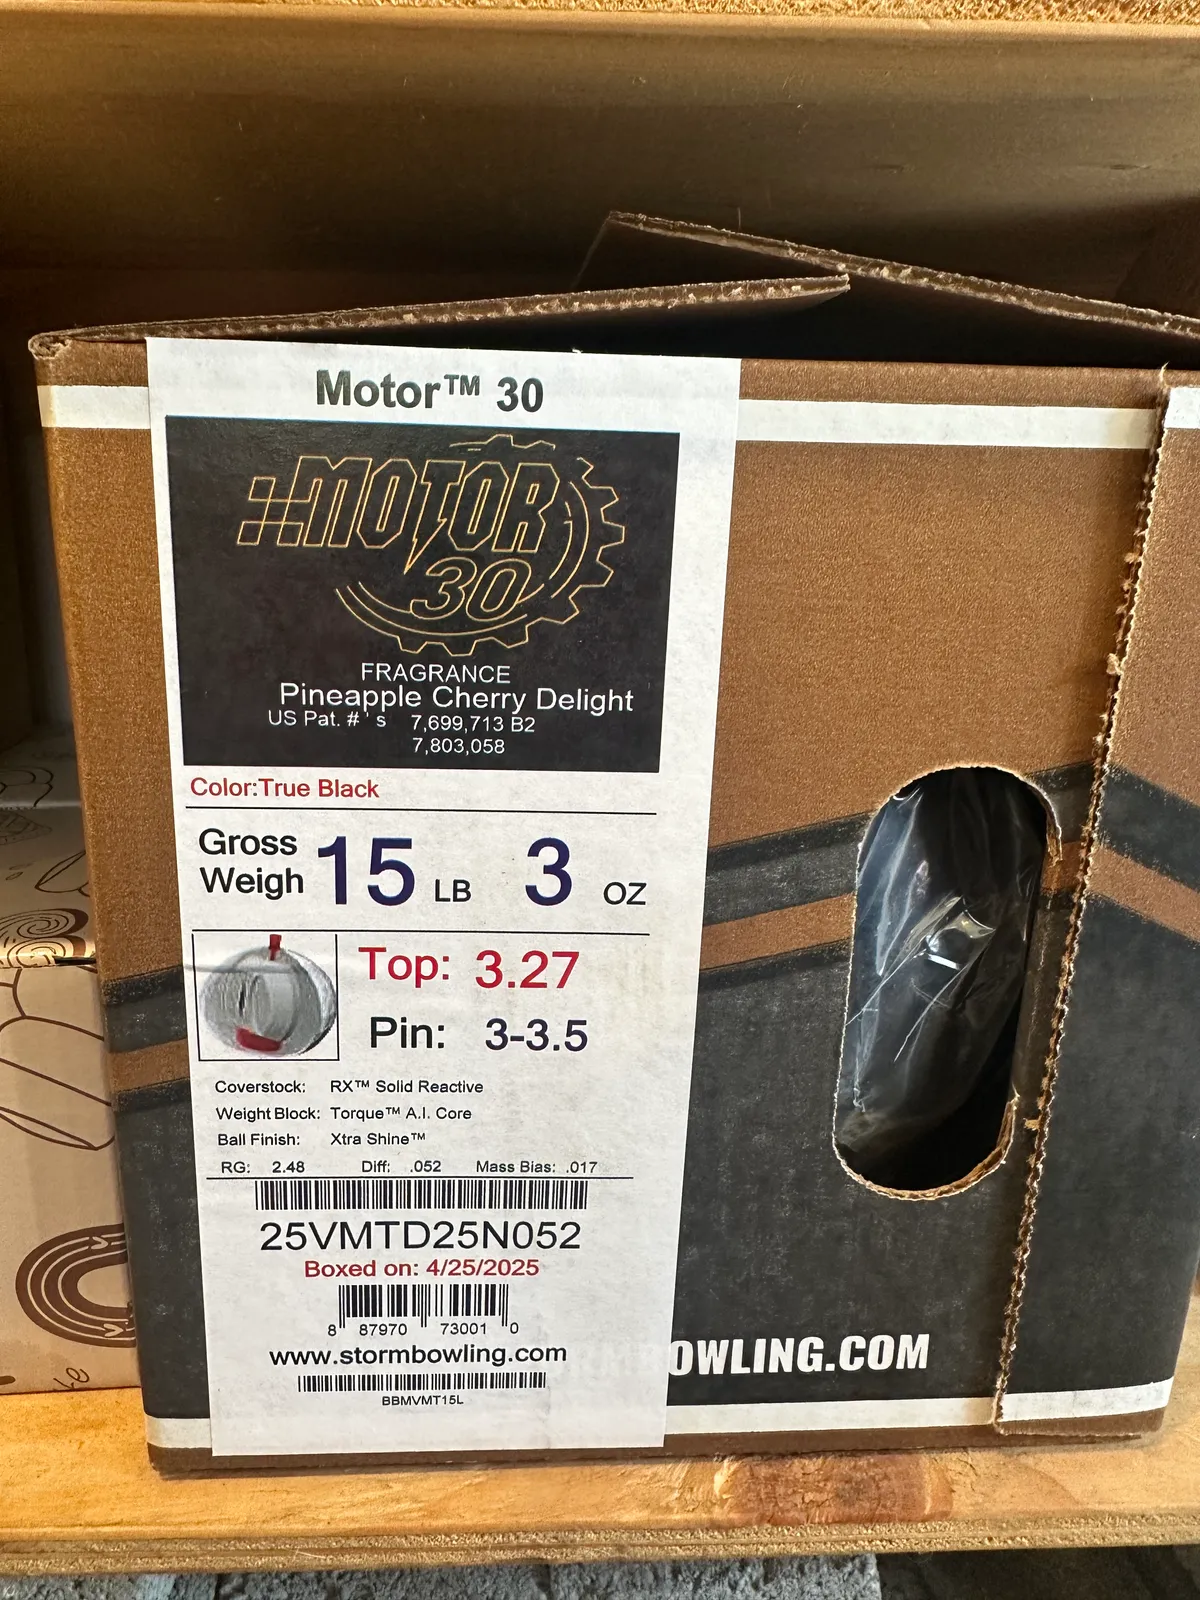 Motor™ 30
MOTOR
30
FRAGRANCE
Pineapple Cherry Delight
US Pat. # ' s 7,699,713 B2
7,803,058
Color:True Black
Gross Weigh 15 LB 3 OZ
Top: 3.27
Pin: 3-3.5
Coverstock: RX™ Solid Reactive
Weight Block: Torque™ A.I. Core
Ball Finish: Xtra Shine™
RG: 2.48 Diff: .052 Mass Bias: .017
25VMTD25N052
Boxed on: 4/25/2025
8 87970 73001 0
www.stormbowling.com
BBMVMT15L
OWLING.COM